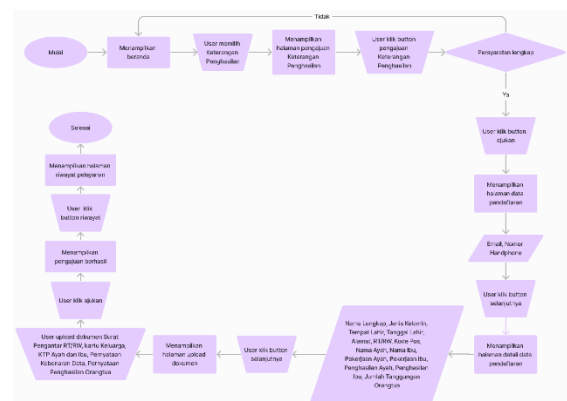 Tidak
Mulai
Menampilkan
beranda
User memilih
Keterangan
Penghasilan
Menampilkan
halaman pengajuan
Keterangan
Penghasilan
User klik button
pengajuan
Keterangan
Penghasilan
Persyaratan lengkap
Ya
User klik button
ajukan
Menampilkan
halaman data
pendaftaran
Email, Nomor
Handphone
User klik button
selanjutnya
Menampilkan
halaman detail data
pendaftaran
Nama Lengkap, Jenis Kelamin,
Tempat Lahir, Tanggal Lahir,
Alamat, RT/RW, Kode Pos,
Nama Ayah, Nama Ibu,
Pekerjaan Ayah, Pekerjaan Ibu,
Penghasilan Ayah, Penghasilan
Ibu, Jumlah Tanggungan
Orangtua
User klik button
selanjutnya
Menampilkan
halaman upload
dokumen
User upload dokumen Surat
Pengantar RT/RW, Kartu Keluarga,
KTP Ayah dan Ibu, Pernyataan
Kebenaran Data, Pernyataan
Penghasilan Orangtua
User klik ajukan
Menampilkan
pengajuan berhasil
User klik
button riwayat
Menampilkan halaman
riwayat pelayanan
Selesai